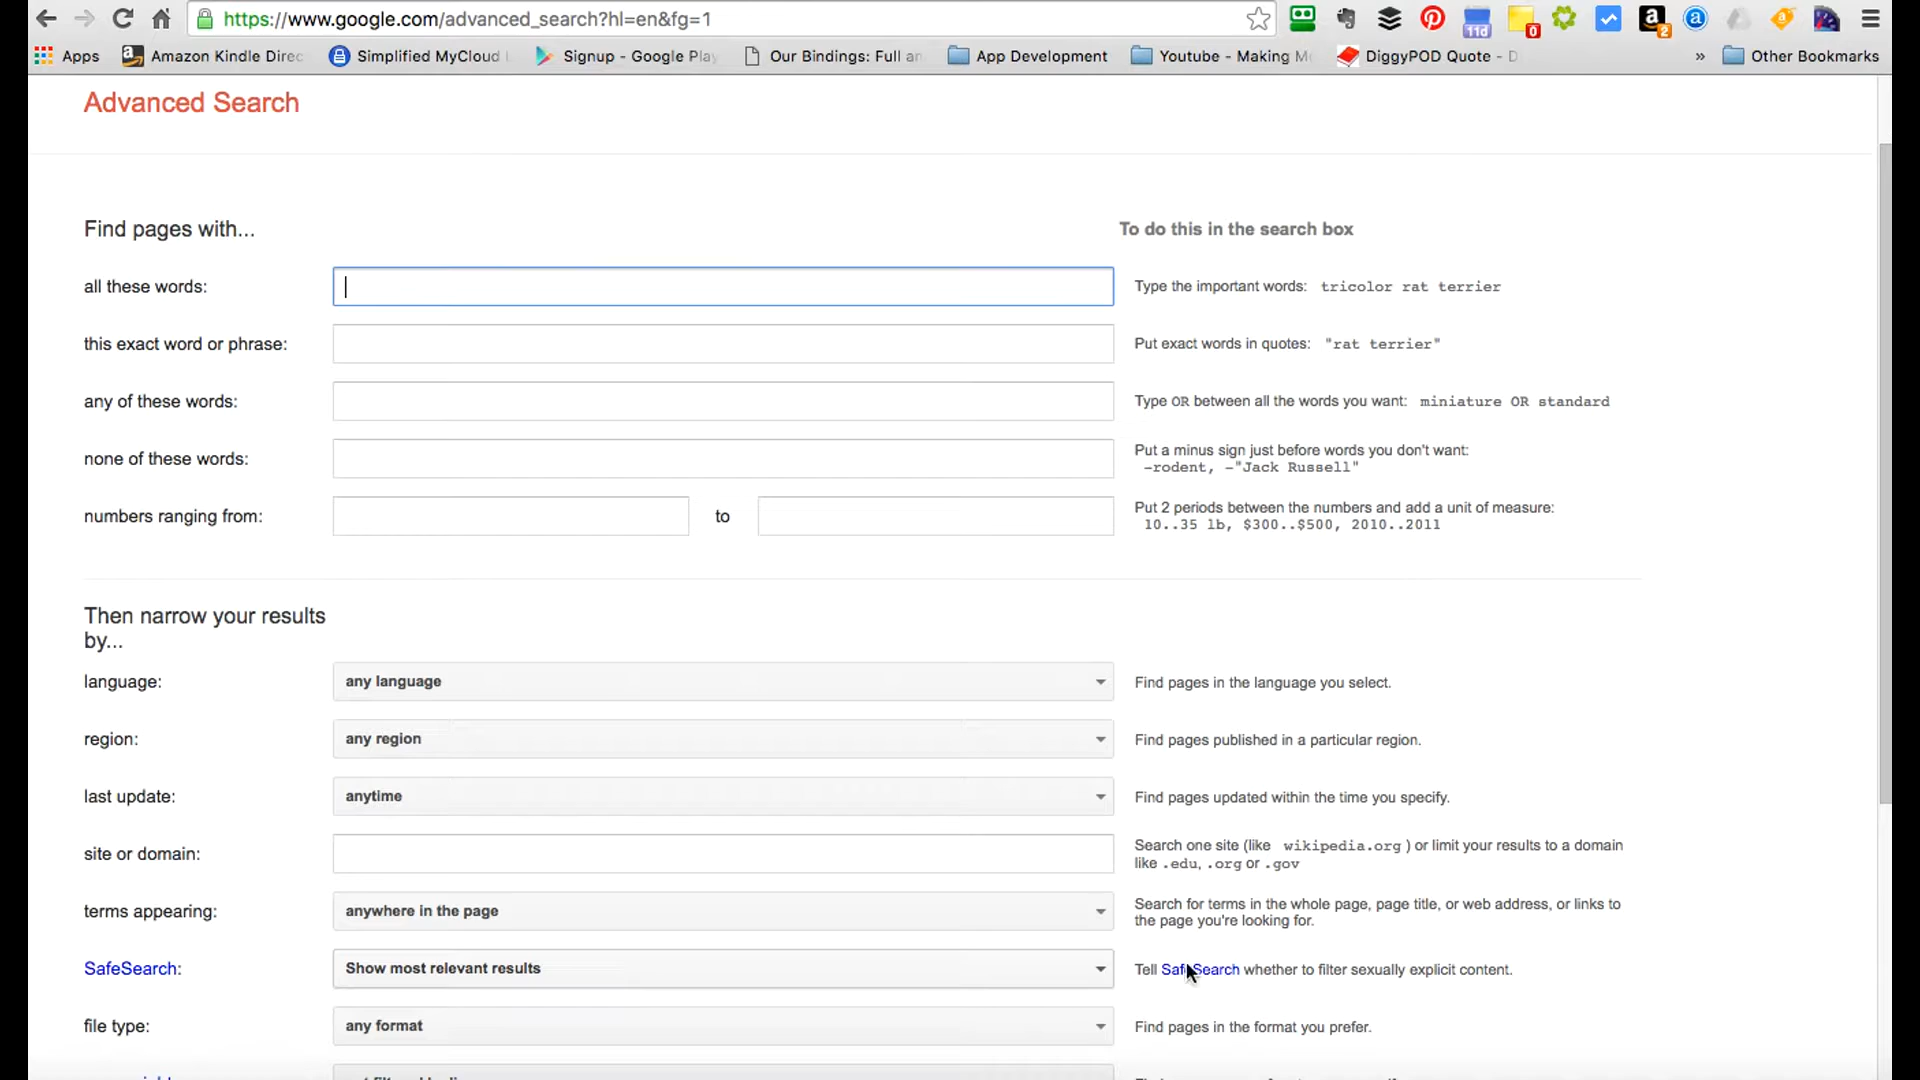 https://www.google.com/advanced_search?hl=en&fg=1
11d
0
a
2
a
Apps
Amazon Kindle Direc
Simplified MyCloud
Signup - Google Play
Our Bindings: Full an
App Development
Youtube - Making M
DiggyPOD Quote - D
»
Other Bookmarks
Advanced Search
Find pages with...
To do this in the search box
all these words:
Type the important words: tricolor rat terrier
this exact word or phrase:
Put exact words in quotes: "rat terrier"
any of these words:
Type OR between all the words you want: miniature OR standard
none of these words:
Put a minus sign just before words you don't want:
-rodent, -"Jack Russell"
numbers ranging from:
to
Put 2 periods between the numbers and add a unit of measure:
10..35 lb, $300..$500, 2010..2011
Then narrow your results
by...
language:
any language
Find pages in the language you select.
region:
any region
Find pages published in a particular region.
last update:
anytime
Find pages updated within the time you specify.
site or domain:
Search one site (like wikipedia.org ) or limit your results to a domain
like .edu, .org or .gov
terms appearing:
anywhere in the page
Search for terms in the whole page, page title, or web address, or links to
the page you're looking for.
SafeSearch:
Show most relevant results
Tell SafeSearch whether to filter sexually explicit content.
file type:
any format
Find pages in the format you prefer.